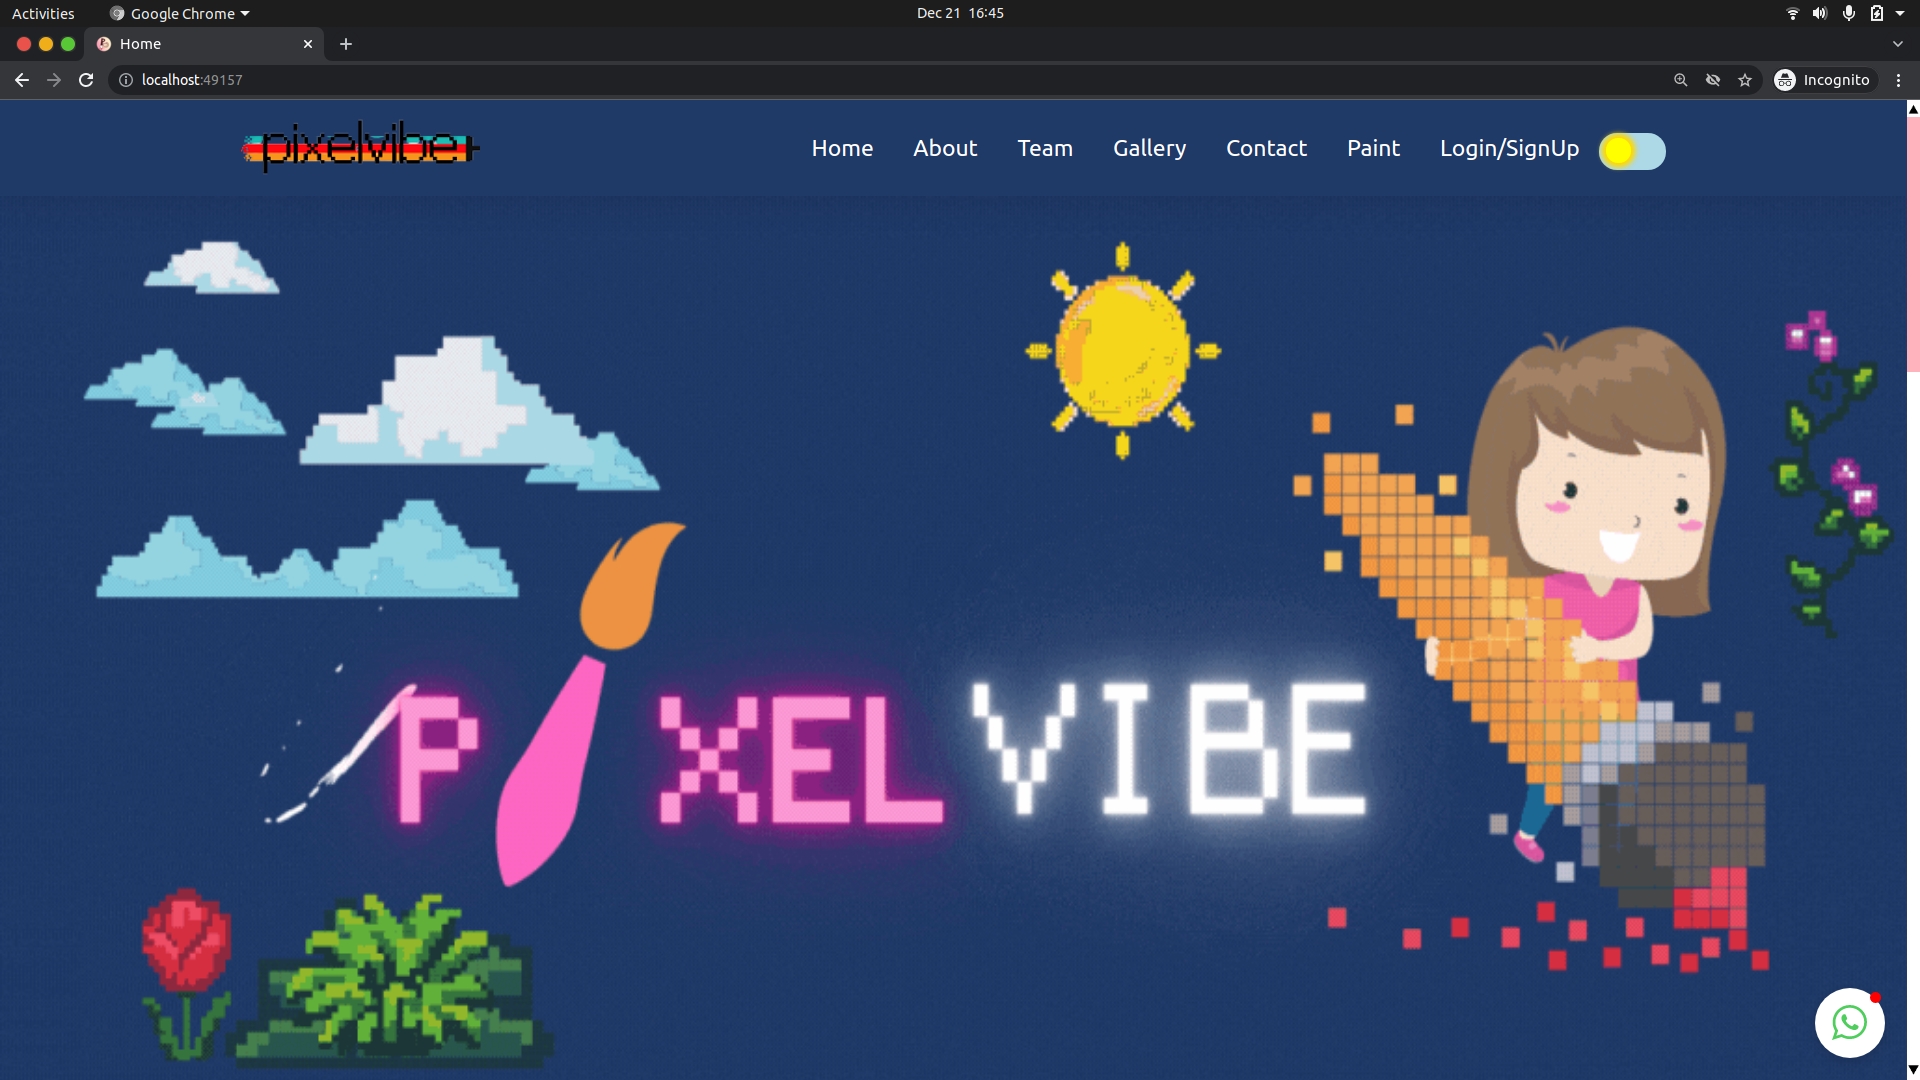 Activities
Google Chrome
Dec 21 16:45
Home
localhost:49157
Incognito
pixelvibe
Home
About
Team
Gallery
Contact
Paint
Login/SignUp
P XEL VIBE